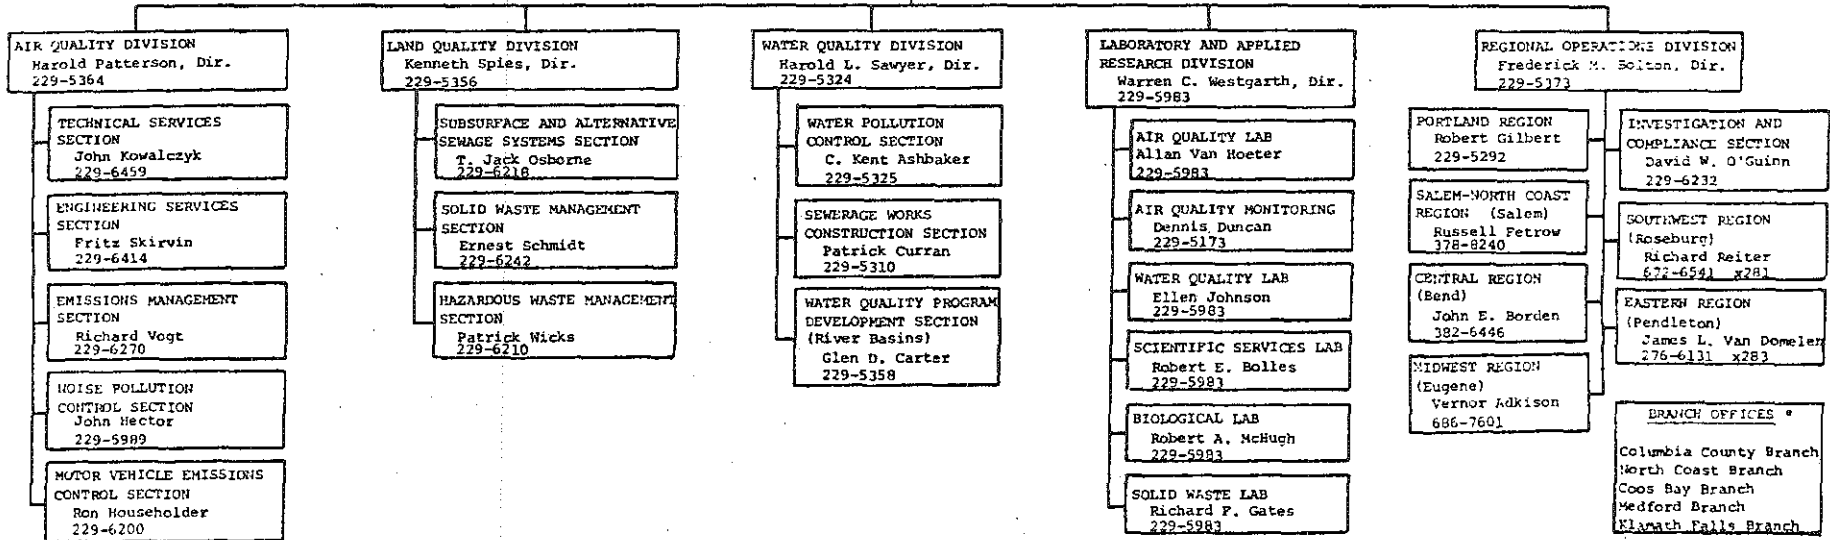 AIR QUALITY DIVISION
Harold Patterson, Dir.
229-5364
TECHNICAL SERVICES
SECTION
John Kowalczyk
229-6459
ENGINEERING SERVICES
SECTION
Fritz Skirvin
229-6414
EMISSIONS MANAGEMENT
SECTION
Richard Vogt
229-6270
NOISE POLLUTION
CONTROL SECTION
John Hector
229-5989
MOTOR VEHICLE EMISSIONS
CONTROL SECTION
Ron Householder
229-6200
LAND QUALITY DIVISION
Kenneth Spies, Dir.
229-5356
SUBSURFACE AND ALTERNATIVE
SEWAGE SYSTEMS SECTION
T. Jack Osborne
229-6218
SOLID WASTE MANAGEMENT
SECTION
Ernest Schmidt
229-6242
HAZARDOUS WASTE MANAGEMENT
SECTION
Patrick Wicks
229-6210
WATER QUALITY DIVISION
Harold L. Sawyer, Dir.
229-5324
WATER POLLUTION
CONTROL SECTION
C. Kent Ashbaker
229-5325
SEWERAGE WORKS
CONSTRUCTION SECTION
Patrick Curran
229-5310
WATER QUALITY PROGRAM
DEVELOPMENT SECTION
(River Basins)
Glen D. Carter
229-5358
LABORATORY AND APPLIED
RESEARCH DIVISION
Warren C. Westgarth, Dir.
229-5983
AIR QUALITY LAB
Allan Van Hoeter
229-5983
AIR QUALITY MONITORING
Dennis Duncan
229-5173
WATER QUALITY LAB
Ellen Johnson
229-5983
SCIENTIFIC SERVICES LAB
Robert E. Bolles
229-5983
BIOLOGICAL LAB
Robert A. McHugh
229-5983
SOLID WASTE LAB
Richard F. Gates
229-5983
REGIONAL OPERATIONS DIVISION
Frederick M. Bolton, Dir.
229-5373
PORTLAND REGION
Robert Gilbert
229-5292
SALEM-NORTH COAST
REGION (Salem)
Russell Fetrow
378-8240
CENTRAL REGION
(Bend)
John E. Borden
382-6446
MIDWEST REGION
(Eugene)
Vernor Adkison
686-7601
INVESTIGATION AND
COMPLIANCE SECTION
David W. O'Guinn
229-6232
SOUTHWEST REGION
(Roseburg)
Richard Reiter
672-6541 x281
EASTERN REGION
(Pendleton)
James L. Van Domelen
276-6131 x283
BRANCH OFFICES *
Columbia County Branch
North Coast Branch
Coos Bay Branch
Medford Branch
Klamath Falls Branch